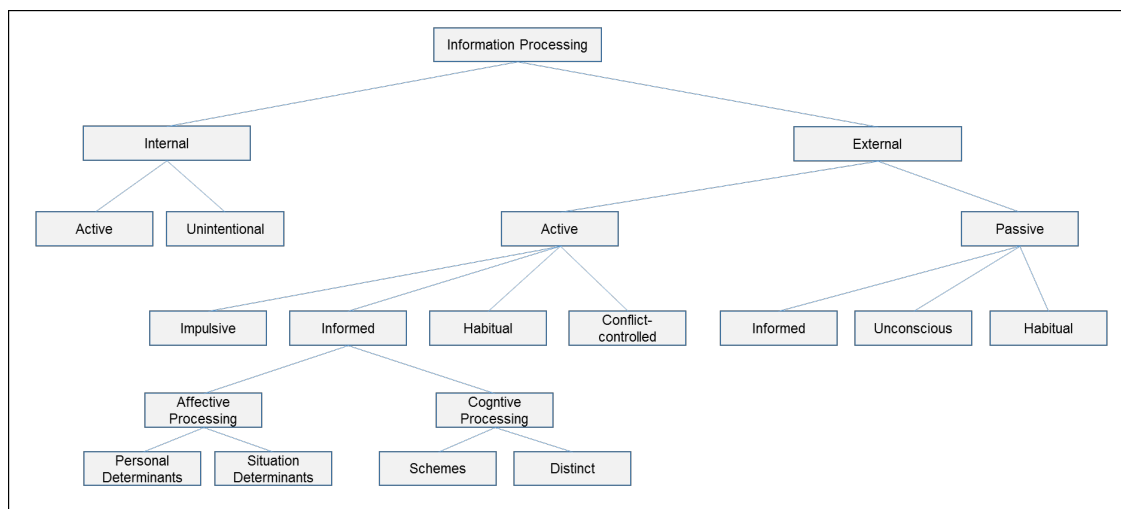 Information Processing
Internal
External
Active
Unintentional
Active
Passive
Impulsive
Informed
Habitual
Conflict-
controlled
Informed
Unconscious
Habitual
Affective
Processing
Cogntive
Processing
Personal
Determinants
Situation
Determinants
Schemes
Distinct